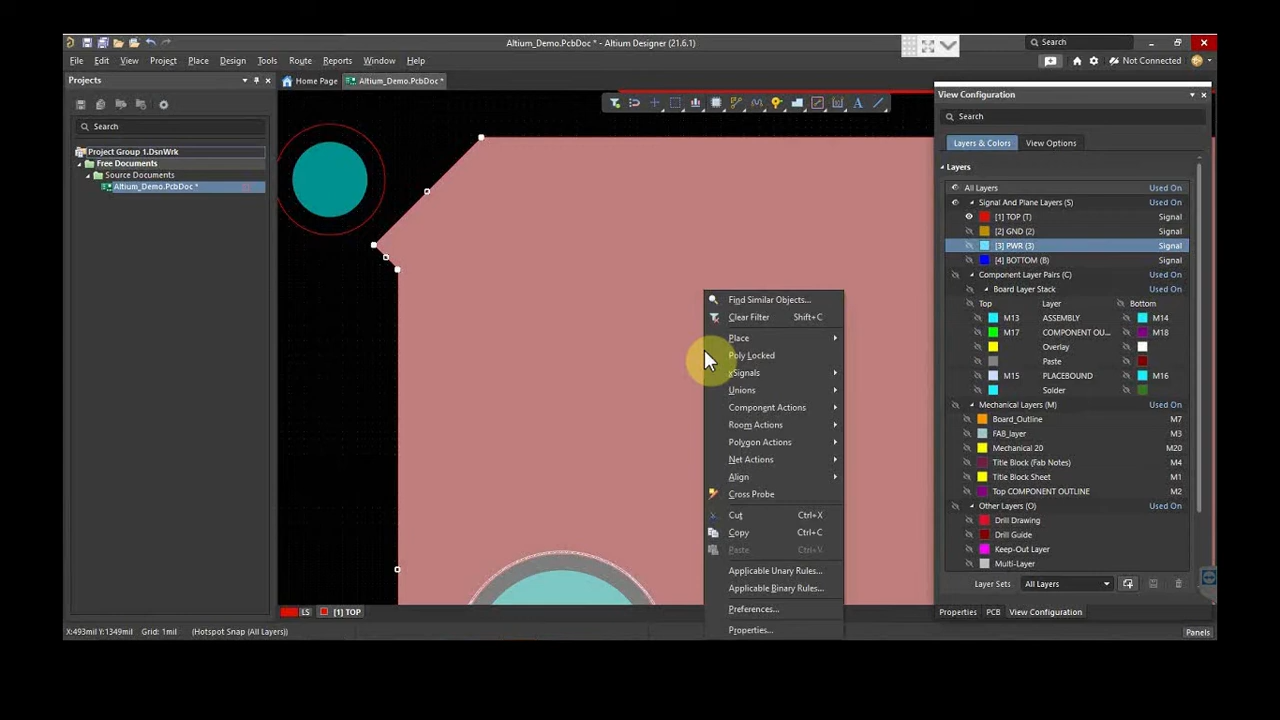 Altium_Demo.PcbDoc * - Altium Designer (21.6.1)
Search
File Edit View Project Place Design Tools Route Reports Window Help
Not Connected
Projects
Home Page
Altium_Demo.PcbDoc *
Search
Project Group 1.DsnWrk
Free Documents
Source Documents
Altium_Demo.PcbDoc *
Find Similar Objects...
Clear Filter Shift+C
Place
Poly Locked
xSignals
Unions
Component Actions
Room Actions
Polygon Actions
Net Actions
Align
Cross Probe
Cut Ctrl+X
Copy Ctrl+C
Paste Ctrl+V
Applicable Unary Rules...
Applicable Binary Rules...
Preferences...
Properties...
View Configuration
Search
Layers & Colors View Options
Layers
All Layers Used On
Signal And Plane Layers (S) Used On
[1] TOP (T) Signal
[2] GND (2) Signal
[3] PWR (3) Signal
[4] BOTTOM (B) Signal
Component Layer Pairs (C) Used On
Board Layer Stack Used On
Top Layer Bottom
M13 ASSEMBLY M14
M17 COMPONENT OU... M18
Overlay
Paste
M15 PLACEBOUND M16
Solder
Mechanical Layers (M) Used On
Board_Outline M7
FAB_layer M3
Mechanical 20 M20
Title Block (Fab Notes) M4
Title Block Sheet M1
Top COMPONENT OUTLINE M2
Other Layers (O) Used On
Drill Drawing
Drill Guide
Keep-Out Layer
Multi-Layer
Layer Sets All Layers
Properties PCB View Configuration
LS [1] TOP
X:493mil Y:1349mil Grid: 1mil (Hotspot Snap (All Layers))
Panels